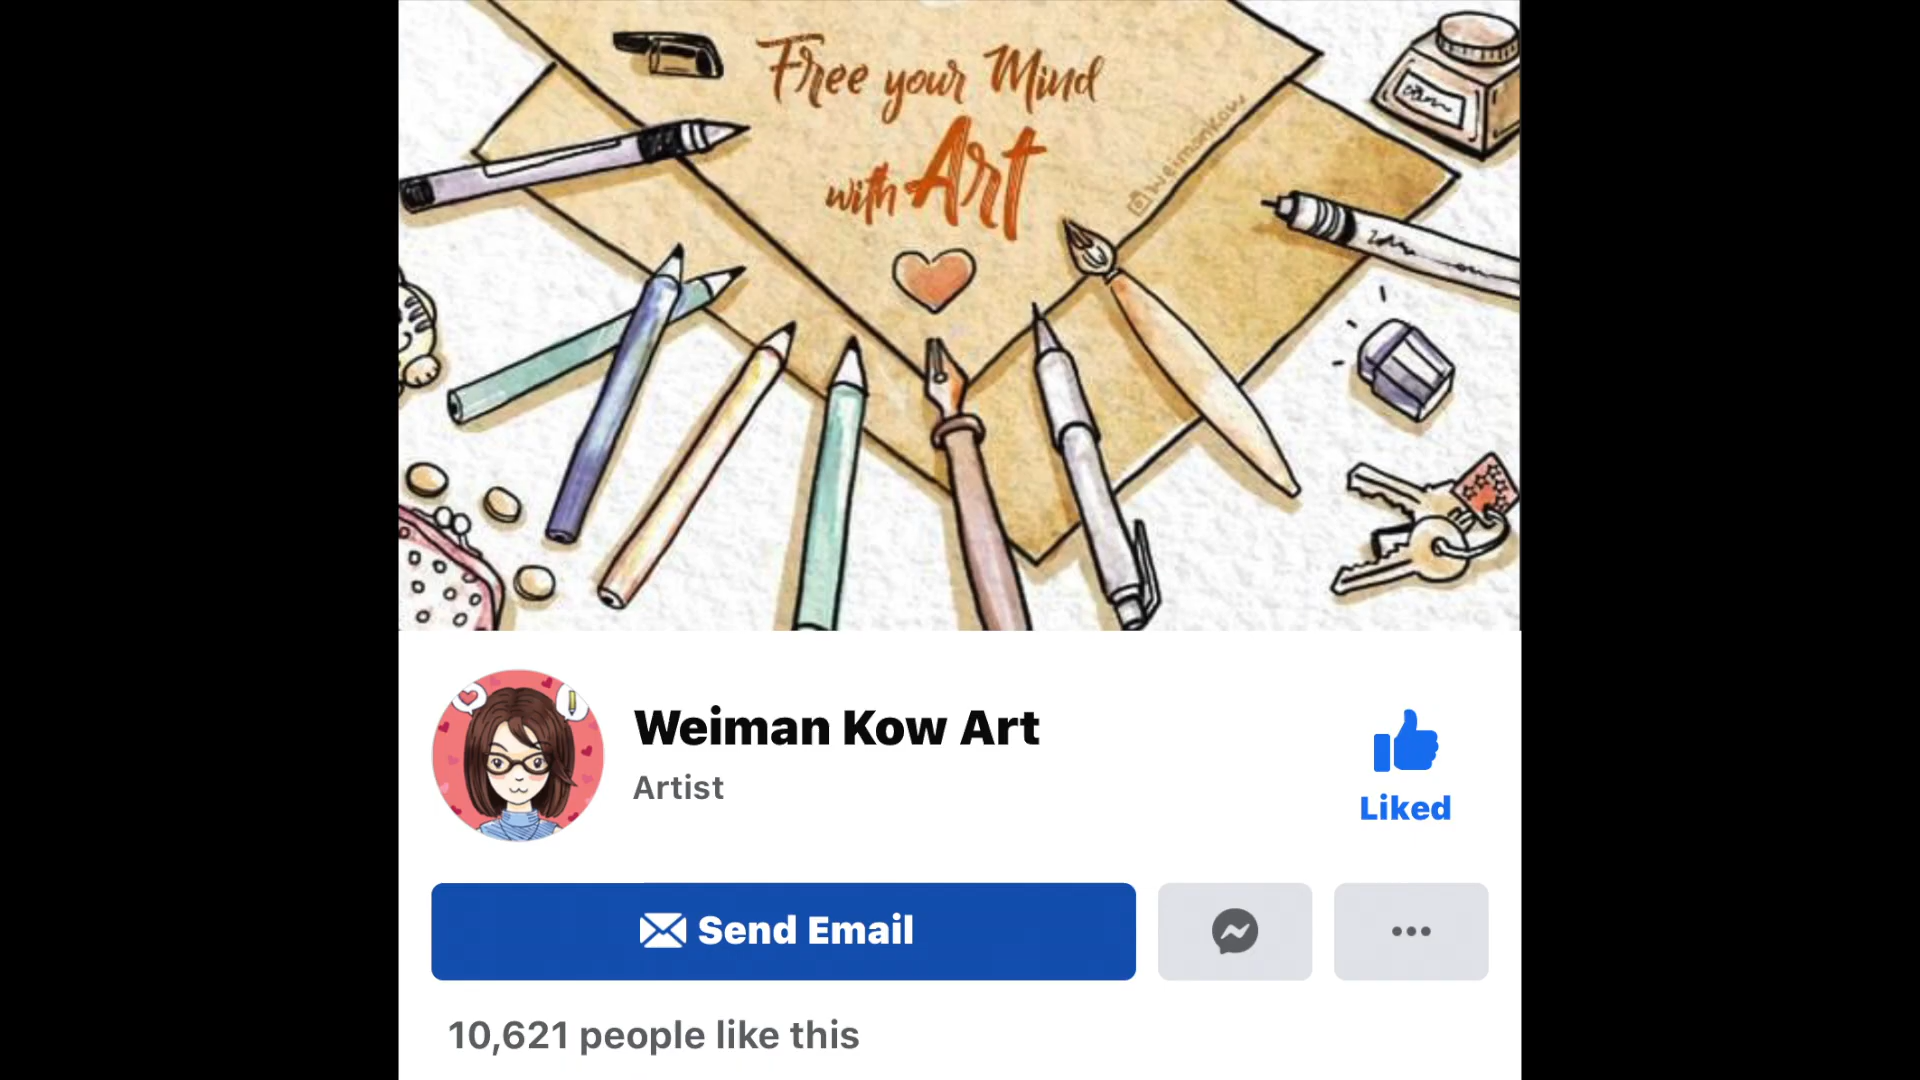 Free your Mind
with Art
weimankow
Weiman Kow Art
Artist
Liked
Send Email
10,621 people like this